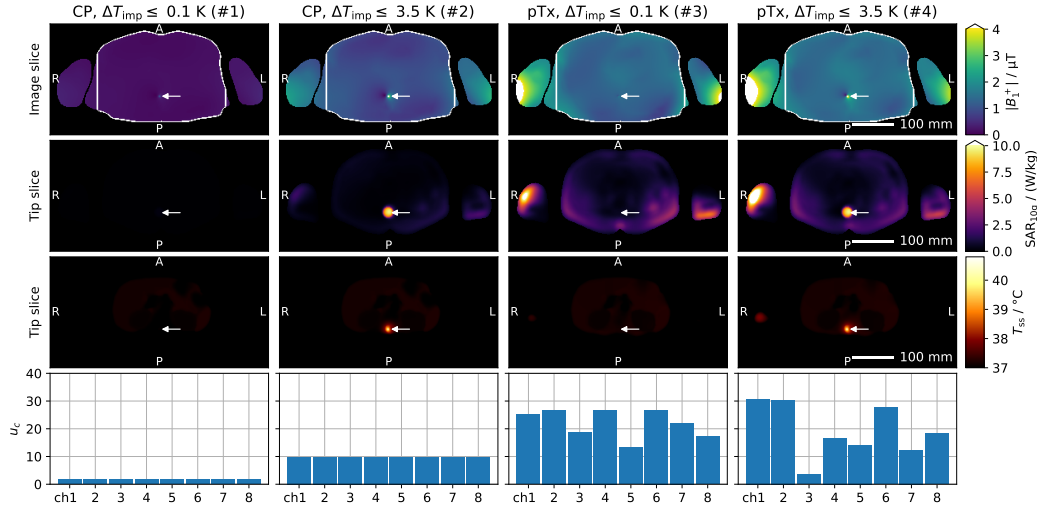 CP, ΔT_imp ≤ 0.1 K (#1)
CP, ΔT_imp ≤ 3.5 K (#2)
pTx, ΔT_imp ≤ 0.1 K (#3)
pTx, ΔT_imp ≤ 3.5 K (#4)
Image slice
A R L P
A R L P
A R L P
A R L P
100 mm
4
3
2
1
0
|B₁⁺| / μT
Tip slice
A R L P
A R L P
A R L P
A R L P
100 mm
10.0
7.5
5.0
2.5
0.0
SAR₁₀g / (W/kg)
Tip slice
A R L P
A R L P
A R L P
A R L P
100 mm
40
39
38
37
T_ss / °C
u_c
40
30
20
10
0
ch1 2 3 4 5 6 7 8
ch1 2 3 4 5 6 7 8
ch1 2 3 4 5 6 7 8
ch1 2 3 4 5 6 7 8